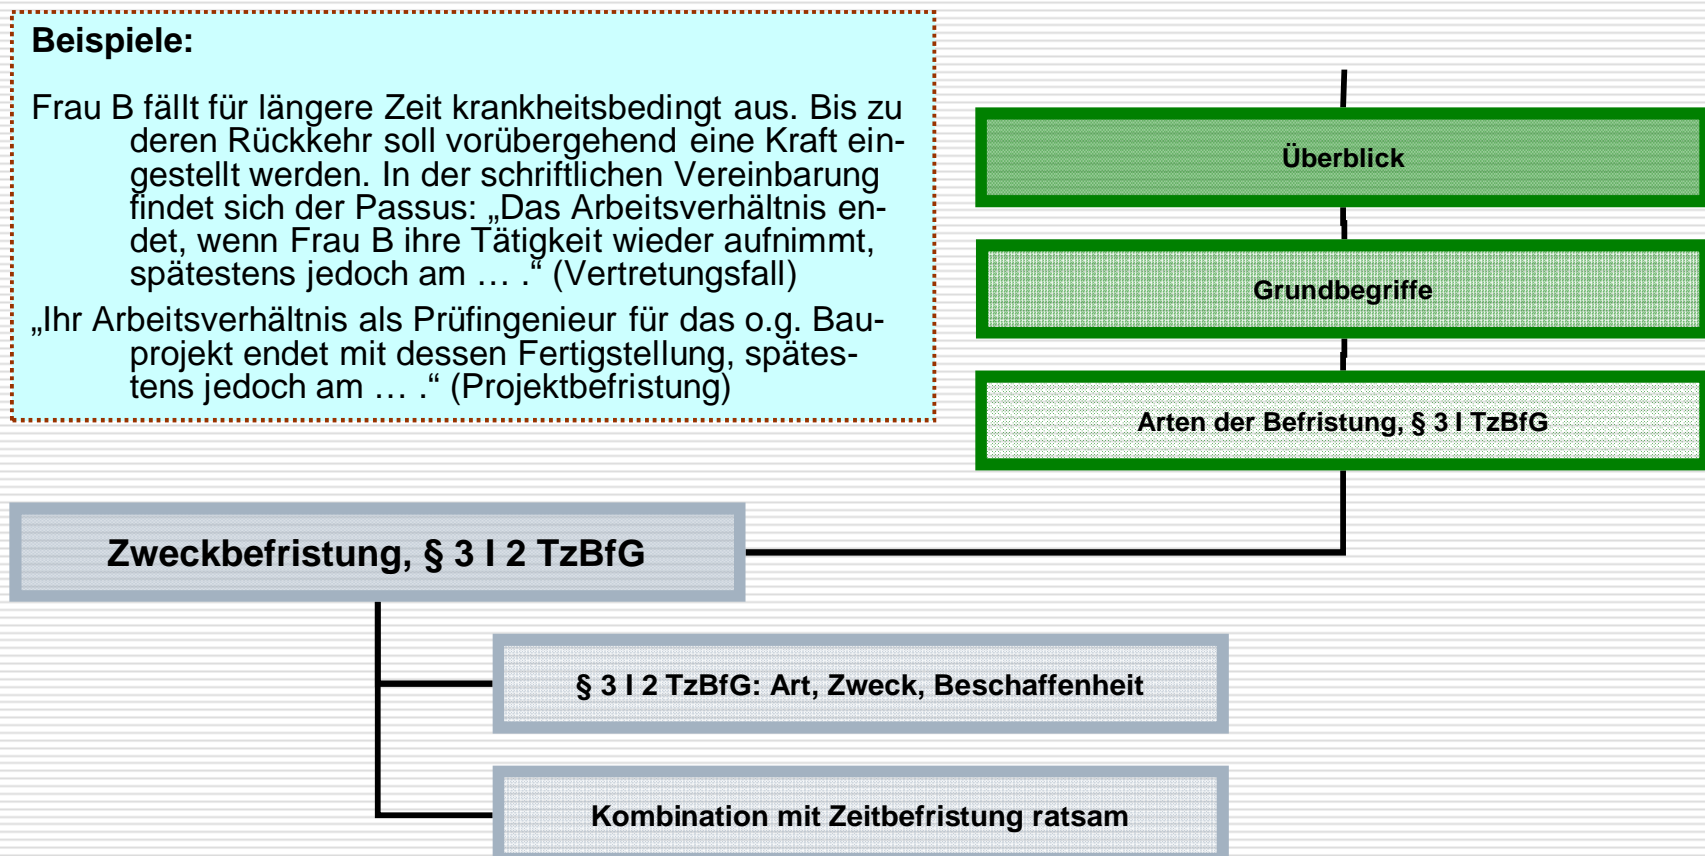 Beispiele:
Frau B fällt für längere Zeit krankheitsbedingt aus. Bis zu
deren Rückkehr soll vorübergehend eine Kraft ein-
gestellt werden. In der schriftlichen Vereinbarung
findet sich der Passus: „Das Arbeitsverhältnis en-
det, wenn Frau B ihre Tätigkeit wieder aufnimmt,
spätestens jedoch am … .“ (Vertretungsfall)
„Ihr Arbeitsverhältnis als Prüfingenieur für das o.g. Bau-
projekt endet mit dessen Fertigstellung, spätes-
tens jedoch am … .“ (Projektbefristung)
Überblick
Grundbegriffe
Arten der Befristung, § 3 I TzBfG
Zweckbefristung, § 3 I 2 TzBfG
§ 3 I 2 TzBfG: Art, Zweck, Beschaffenheit
Kombination mit Zeitbefristung ratsam